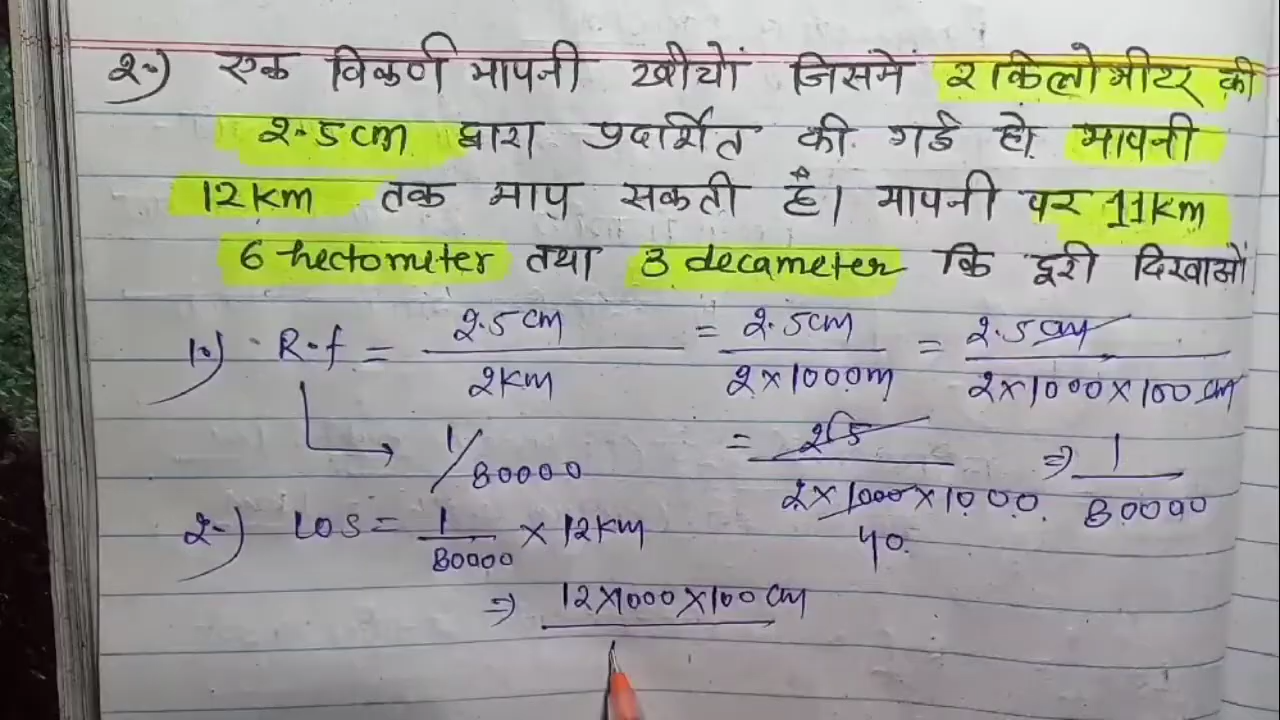 2.) एक विकर्ण मापनी खीचों जिसमें 2 किलोमीटर की
2.5cm द्वारा प्रदर्शित की गई हो मापनी
12km तक माप सकती है। मापनी पर 11km
6 hectometer तथा 3 decameter कि दूरी दिखाओं
1.) R.f = 2.5cm / 2km = 2.5cm / 2×1000m = 2.5cm / 2×1000×100cm
1/80000 = 25 / 2×1000×1000 ⇒ 1/80000
40
2.) LOS = 1/80000 × 12km
⇒ 12×1000×100cm